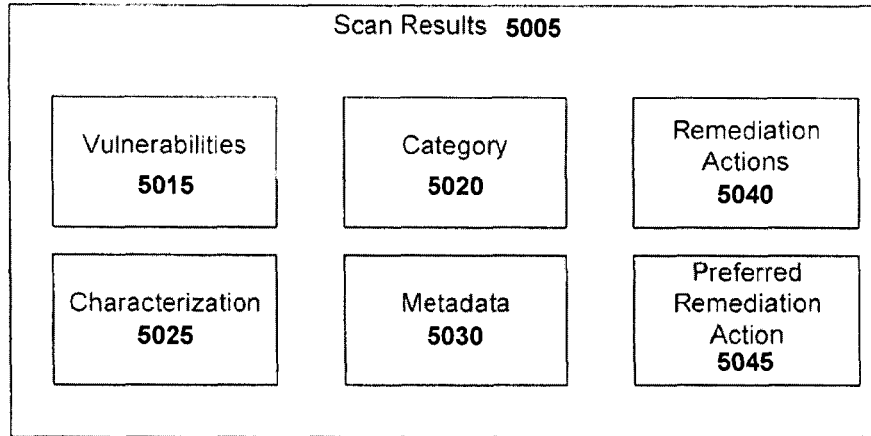 Scan Results 5005
Vulnerabilities
5015
Category
5020
Remediation
Actions
5040
Characterization
5025
Metadata
5030
Preferred
Remediation
Action
5045